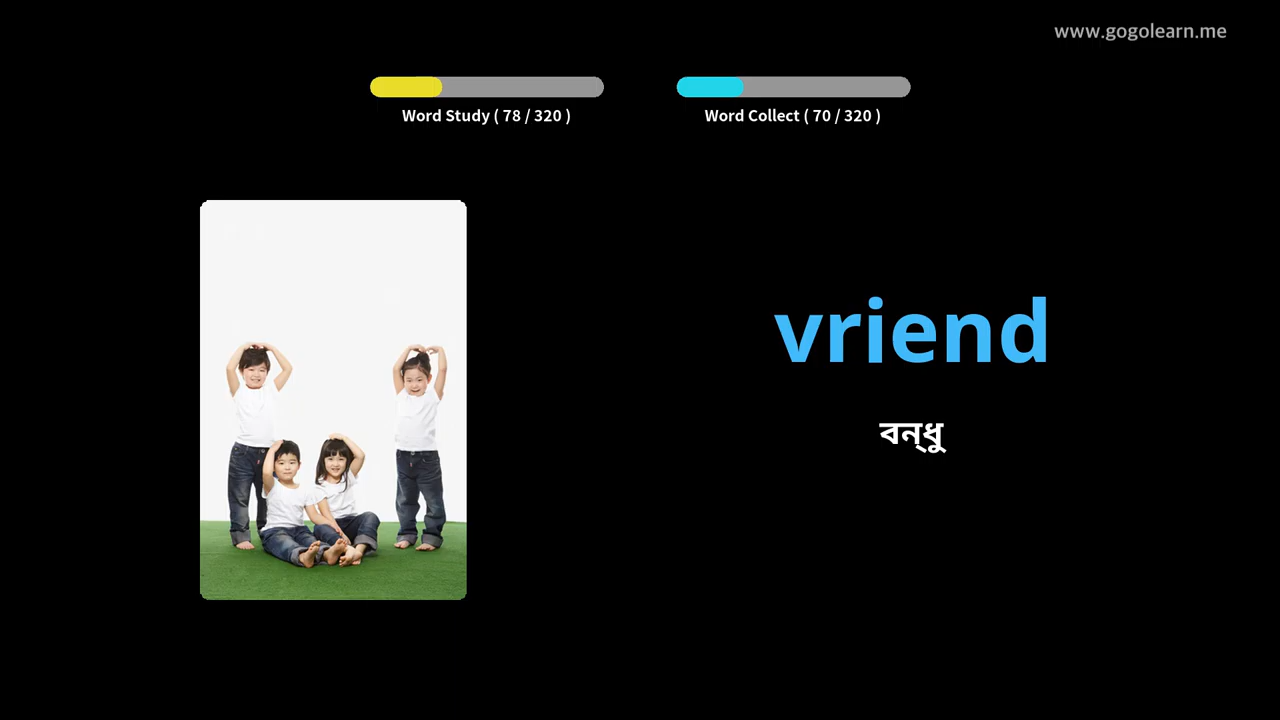 www.gogolearn.me
Word Study ( 78 / 320 )
Word Collect ( 70 / 320 )
vriend
বন্ধু